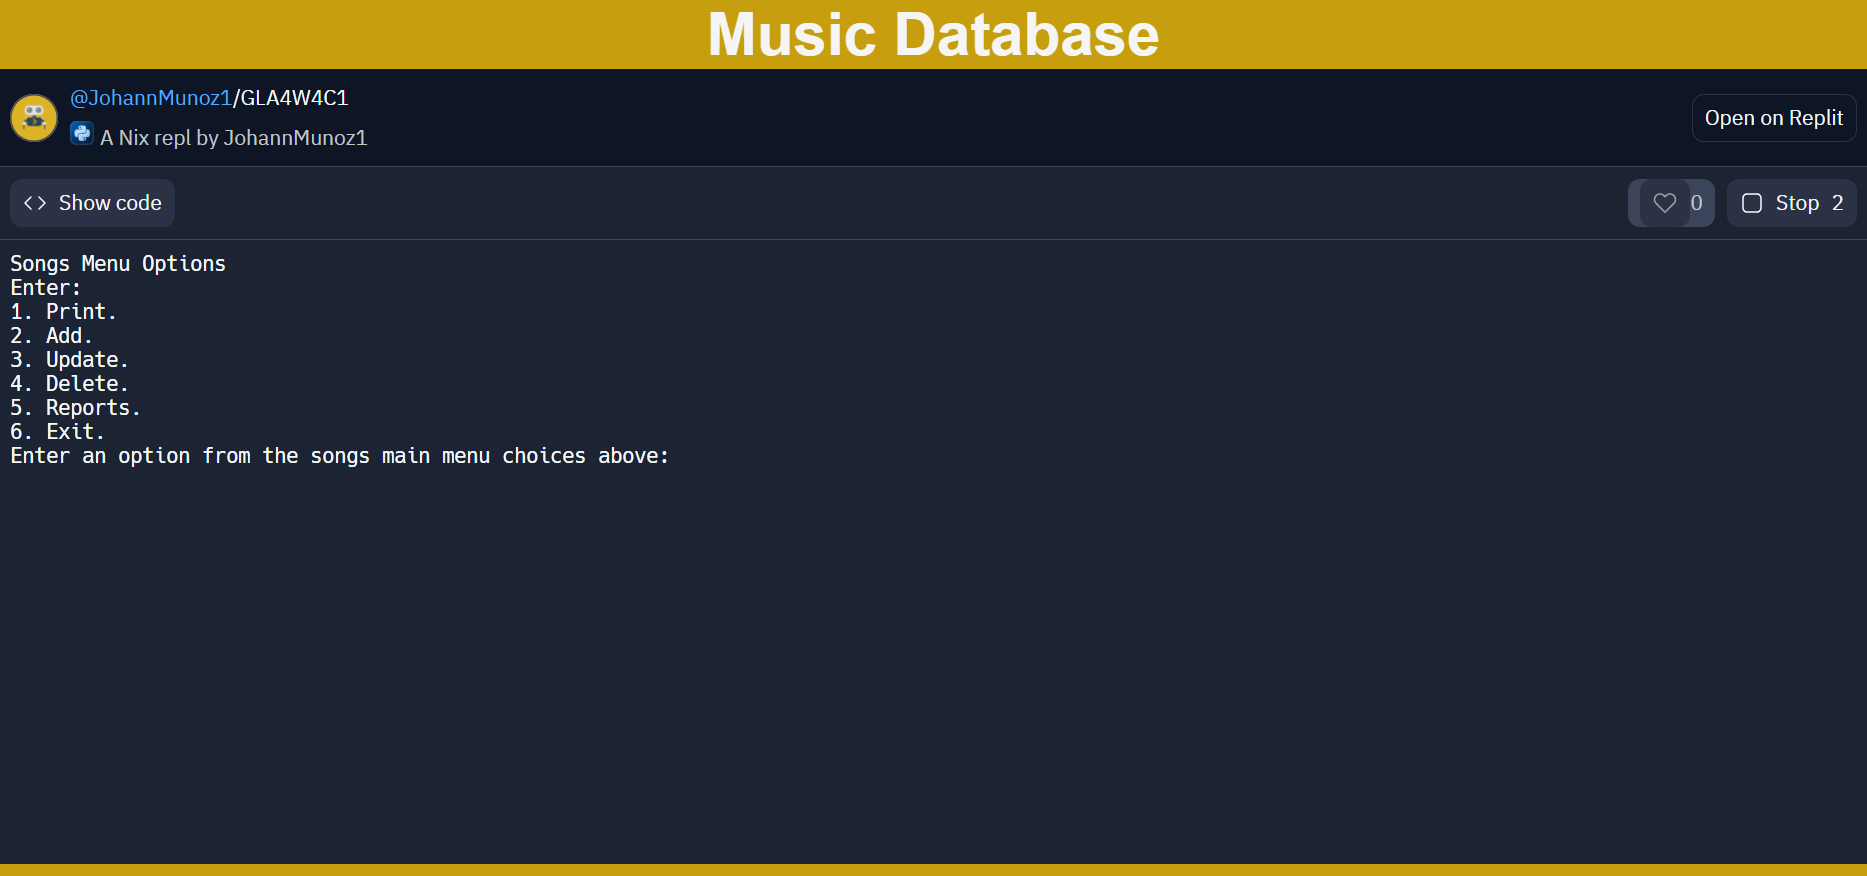 Music Database
@JohannMunoz1/GLA4W4C1
A Nix repl by JohannMunoz1
Open on Replit
Show code
0
Stop 2
Songs Menu Options
Enter:
1. Print.
2. Add.
3. Update.
4. Delete.
5. Reports.
6. Exit.
Enter an option from the songs main menu choices above: